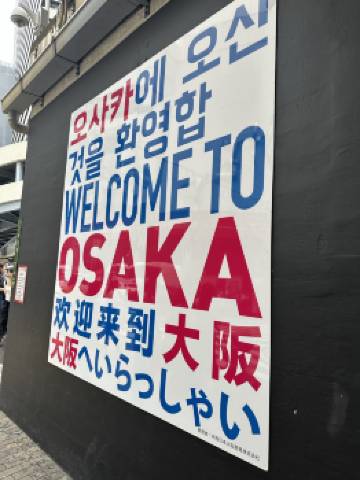 오사카에 오신
것을 환영합
WELCOME TO
OSAKA
欢迎来到大阪
大阪へいらっしゃい